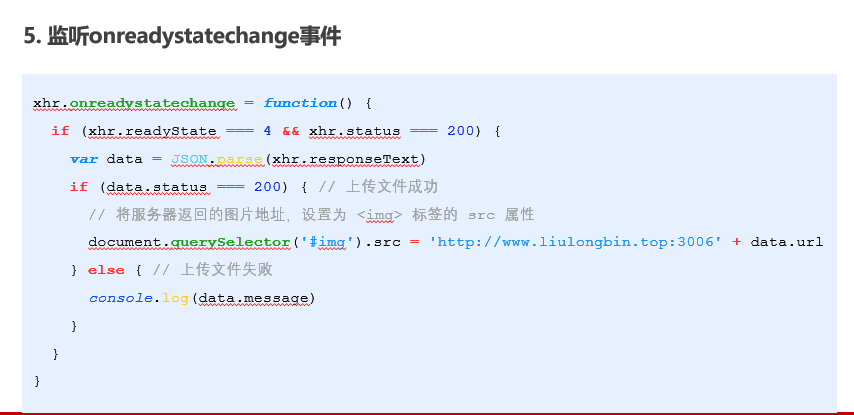 5. 监听onreadystatechange事件
xhr.onreadystatechange = function() {
if (xhr.readyState === 4 && xhr.status === 200) {
var data = JSON.parse(xhr.responseText)
if (data.status === 200) { // 上传文件成功
// 将服务器返回的图片地址，设置为 <img> 标签的 src 属性
document.querySelector('#img').src = 'http://www.liulongbin.top:3006' + data.url
} else { // 上传文件失败
console.log(data.message)
}
}
}